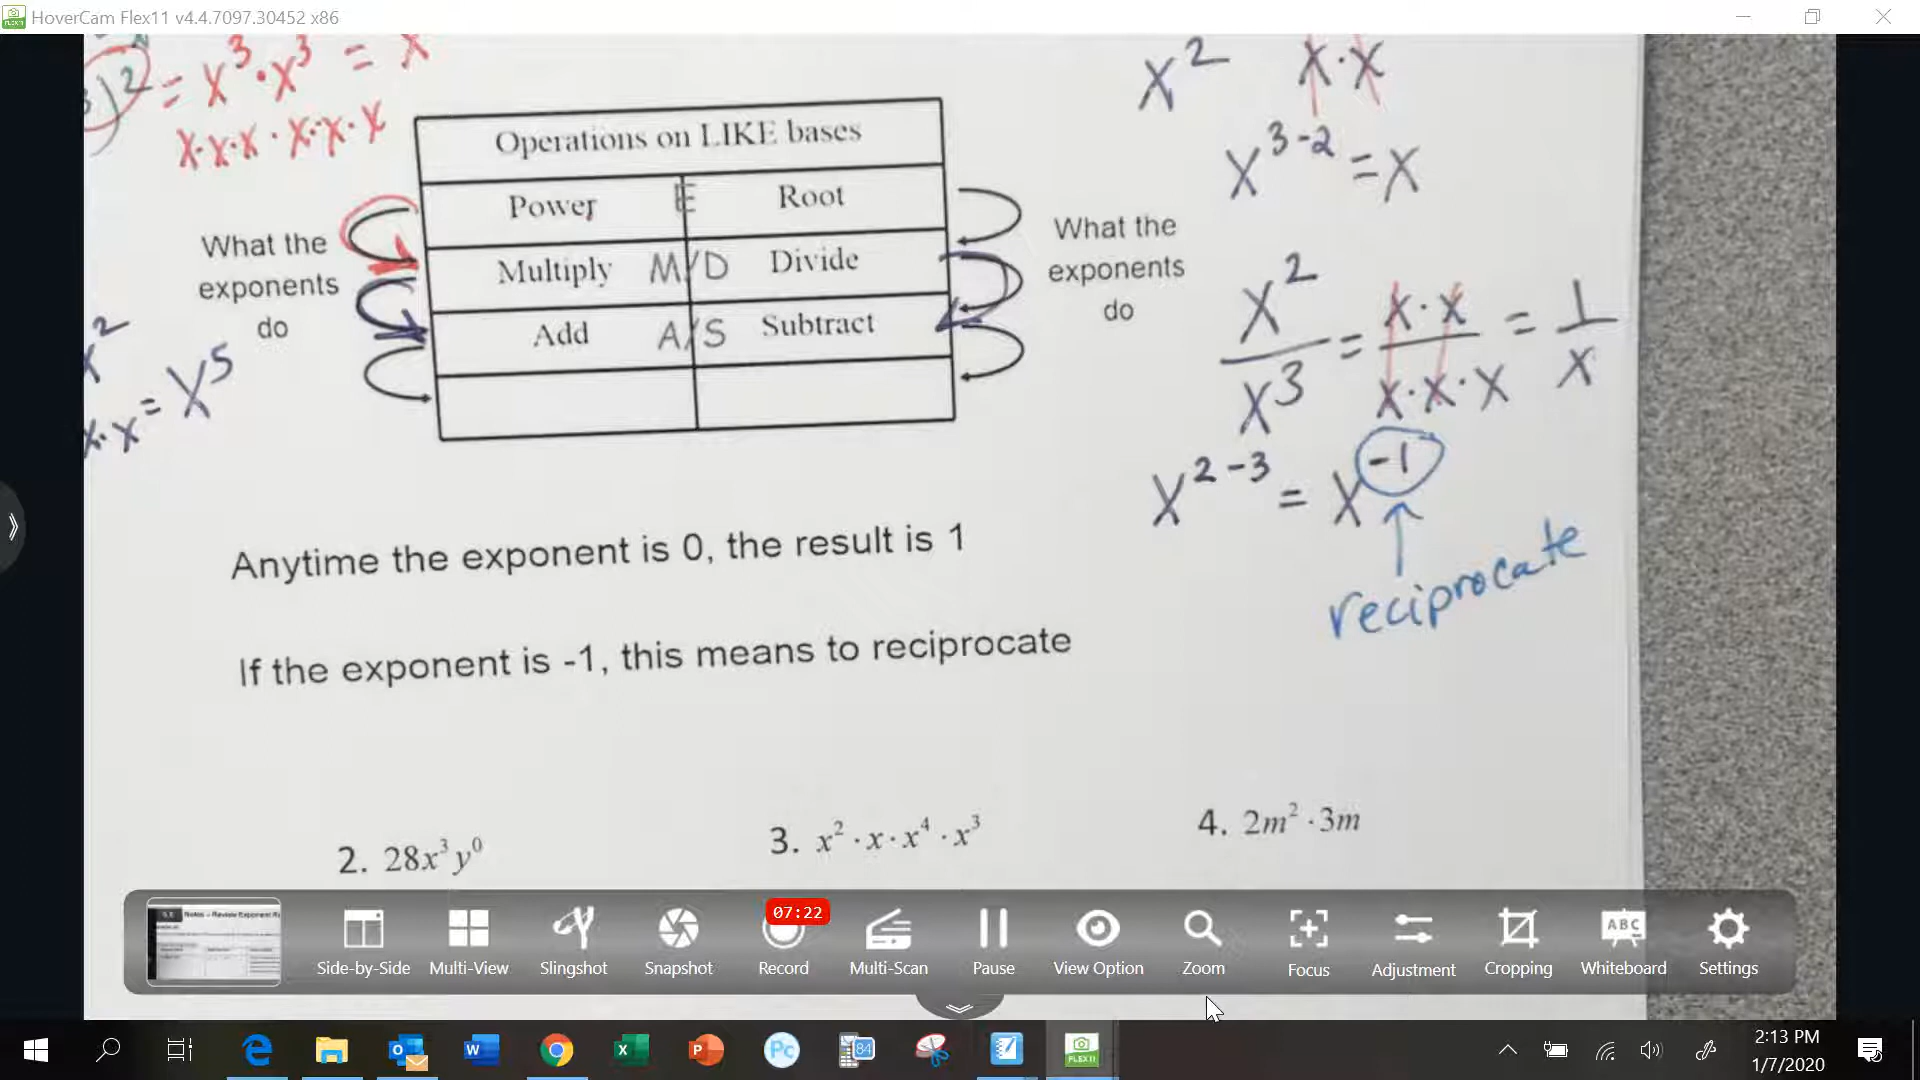 HoverCam Flex11 v4.4.7097.30452 x86
)² = x³·x³ = x
x·x·x·x·x·x
Operations on LIKE bases
Power E Root
Multiply M/D Divide
Add A/S Subtract
What the
exponents
do
What the
exponents
do
x²
x·x = x⁵
x² x·x
x³⁻² = x
x²/x³ = x·x/x·x·x = 1/x
x²⁻³ = x⁻¹
reciprocate
Anytime the exponent is 0, the result is 1
If the exponent is -1, this means to reciprocate
2. 28x³y⁰
3. x²·x·x⁴·x³
4. 2m²·3m
07:22
Side-by-Side Multi-View Slingshot Snapshot Record Multi-Scan Pause View Option Zoom Focus Adjustment Cropping ABC Whiteboard Settings
FLEX11
84
2:13 PM
1/7/2020